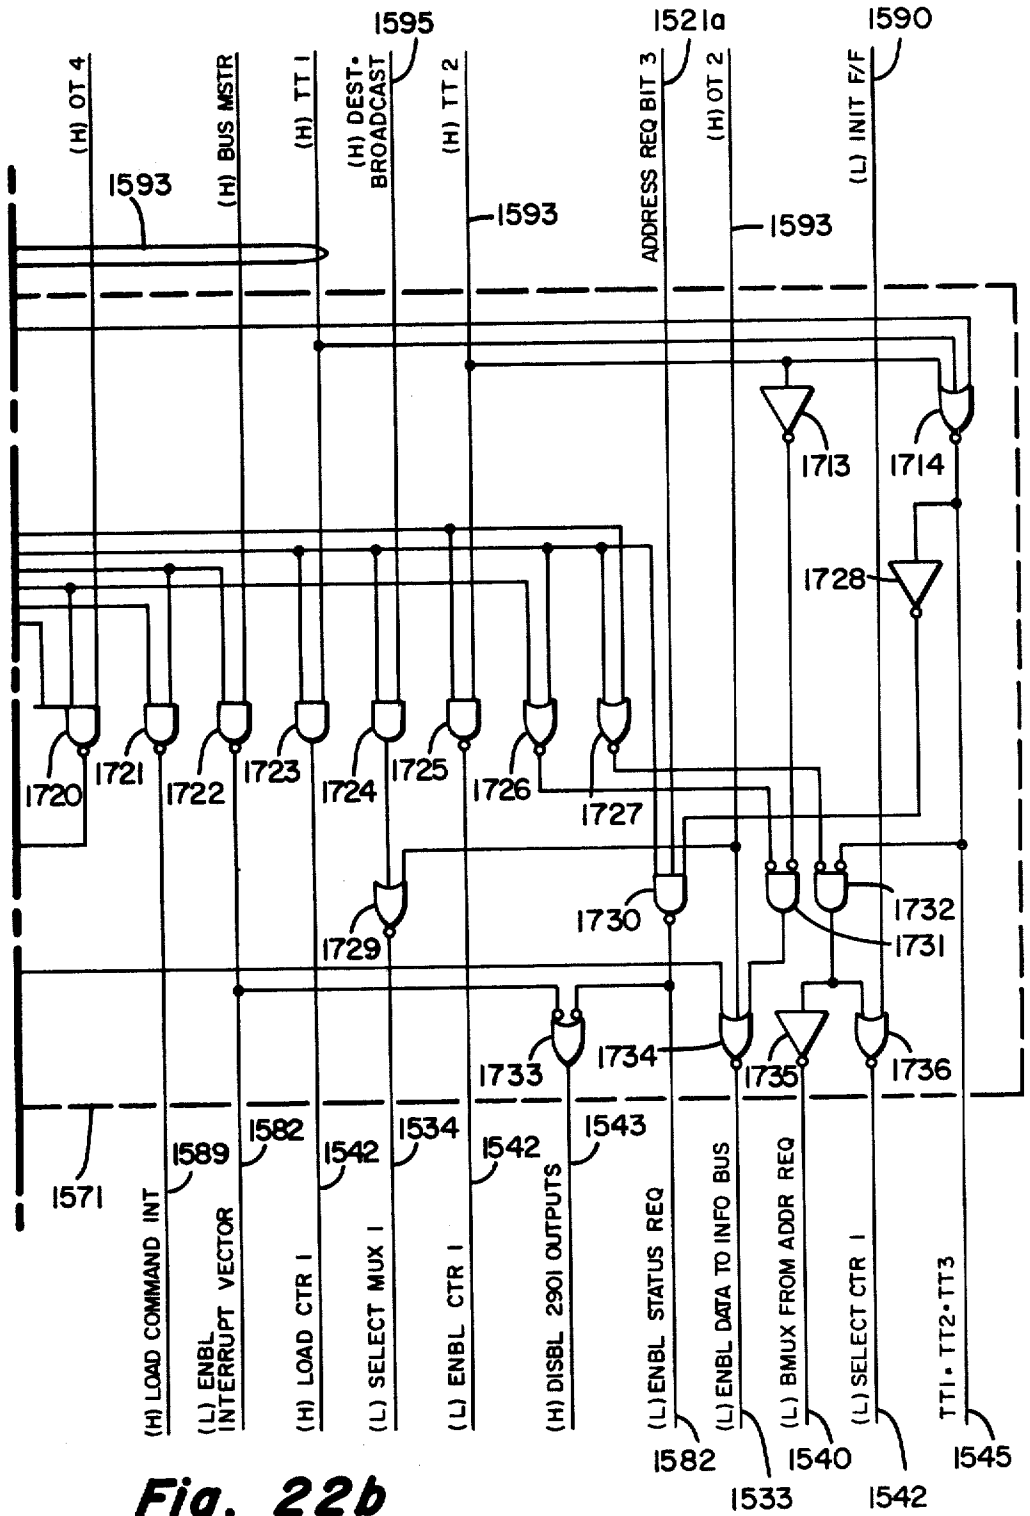 1595
1521a
1590
(H) OT 4
(H) BUS MSTR
(H) TT 1
(H) DEST•
BROADCAST
(H) TT 2
ADDRESS REQ BIT 3
(H) OT 2
(L) INIT F/F
1593
1593
1593
1713
1714
1728
1720
1721
1722
1723
1724
1725
1726
1727
1729
1730
1732
1731
1733
1734
1735
1736
1571
1589
1582
1542
1534
1542
1543
(H) LOAD COMMAND INT
(L) ENBL
INTERRUPT VECTOR
(H) LOAD CTR 1
(L) SELECT MUX 1
(L) ENBL CTR 1
(H) DISBL 2901 OUTPUTS
(L) ENBL STATUS REQ
(L) ENBL DATA TO INFO BUS
(L) BMUX FROM ADDR REQ
(L) SELECT CTR 1
TT1•TT2•TT3
1582
1533
1540
1542
1545
Fig. 22b